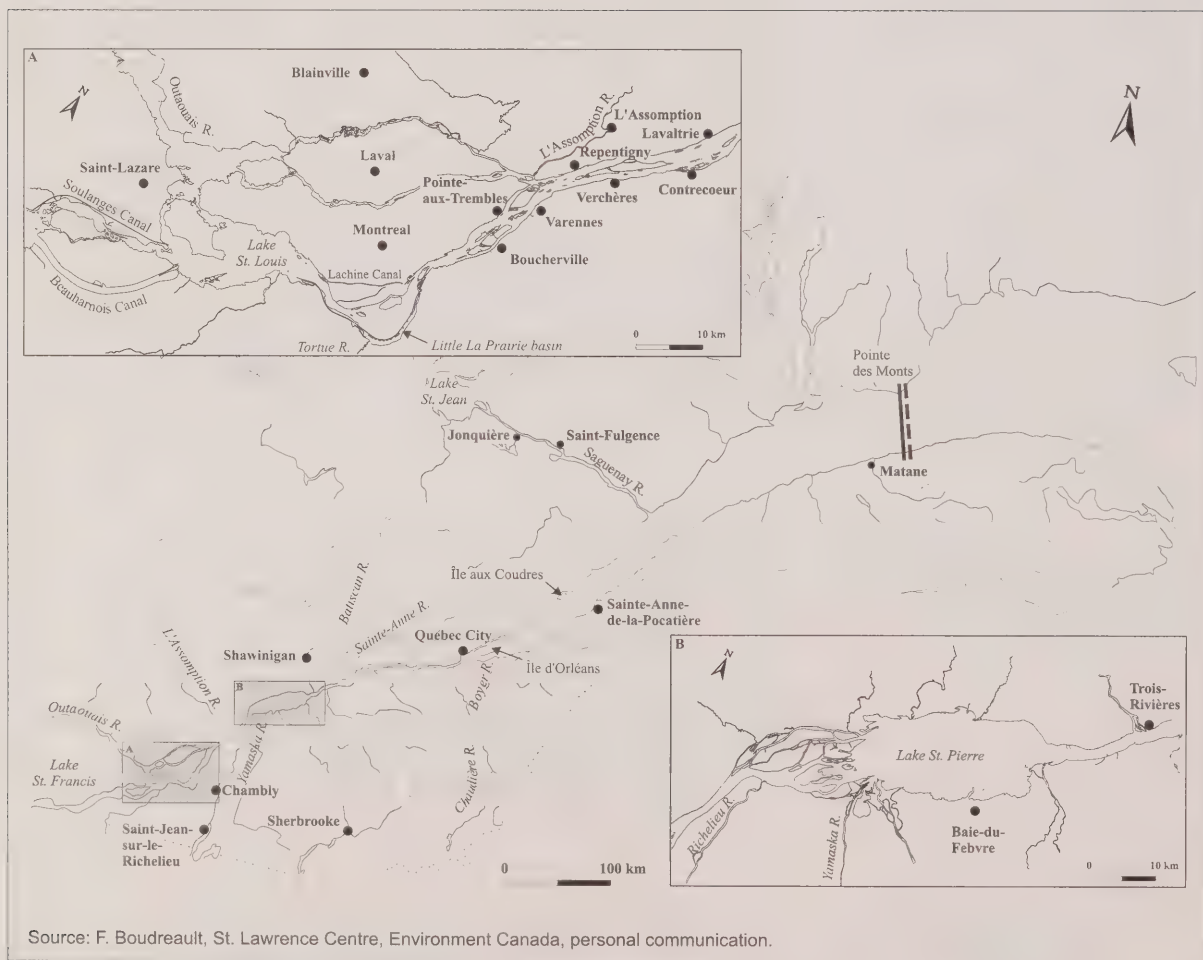 A
N
Blainville
Outaouais R.
L'Assomption R.
L'Assomption
Lavaltrie
Saint-Lazare
Laval
Repentigny
Soulanges Canal
Pointe-
aux-Trembles
Verchères
Contrecoeur
Varennes
Montreal
Lake
St. Louis
Boucherville
Lachine Canal
Beauharnois Canal
Tortue R.
Little La Prairie basin
0 10 km
N
Pointe
des Monts
Lake
St. Jean
Jonquière
Saint-Fulgence
Saguenay R.
Matane
Île aux Coudres
Batiscan R.
Sainte-Anne-
de-la-Pocatière
Sainte-Anne R.
L'Assomption R.
Shawinigan
Québec City
Île d'Orléans
Boyer R.
B
Outaouais R.
A
Lake
St. Francis
Yamaska R.
Chambly
Chaudière R.
Saint-Jean-
sur-le-
Richelieu
Sherbrooke
0 100 km
B
N
Trois-
Rivières
Lake St. Pierre
Richelieu R.
Yamaska R.
Baie-du-
Febvre
0 10 km
Source: F. Boudreault, St. Lawrence Centre, Environment Canada, personal communication.